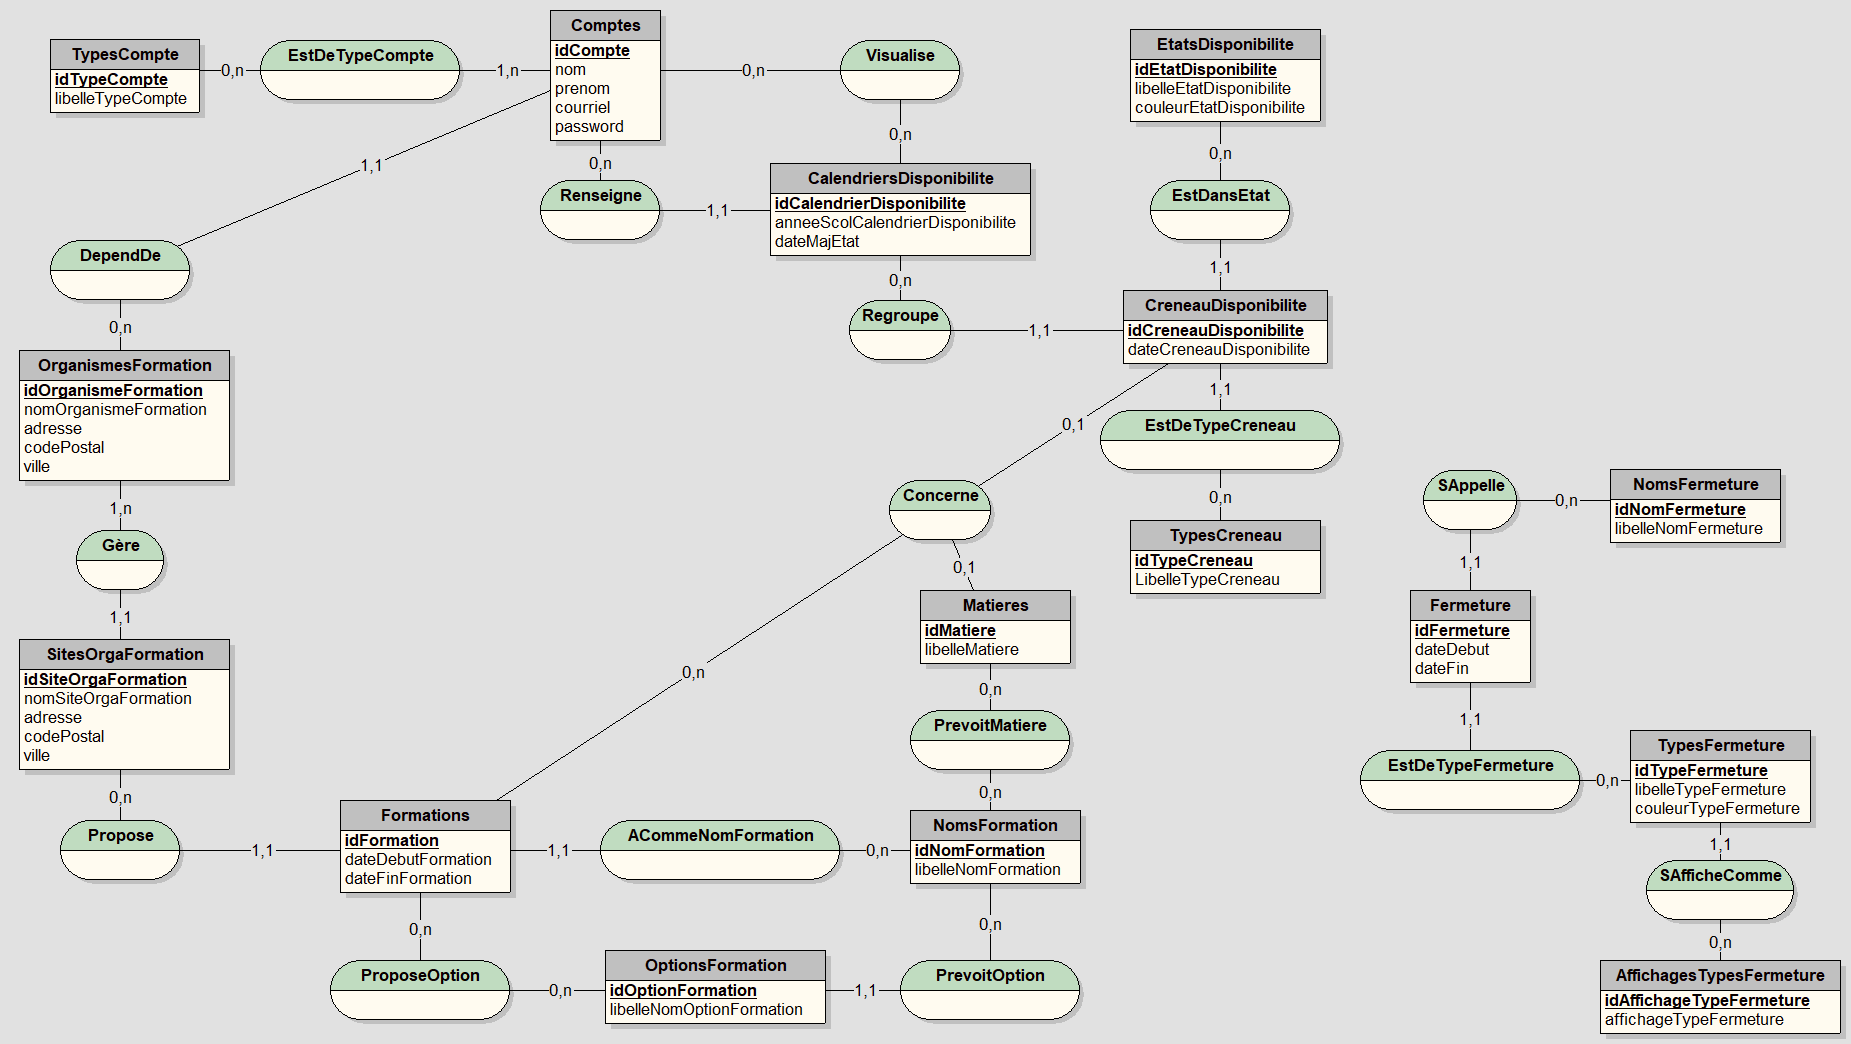 TypesCompte
idTypeCompte
libelleTypeCompte
0,n
EstDeTypeCompte
1,n
Comptes
idCompte
nom
prenom
courriel
password
0,n
Visualise
0,n
EtatsDisponibilite
idEtatDisponibilite
libelleEtatDisponibilite
couleurEtatDisponibilite
0,n
EstDansEtat
1,1
1,1
0,n
Renseigne
1,1
CalendriersDisponibilite
idCalendrierDisponibilite
anneeScolCalendrierDisponibilite
dateMajEtat
0,n
Regroupe
1,1
CreneauDisponibilite
idCreneauDisponibilite
dateCreneauDisponibilite
DependDe
0,n
OrganismesFormation
idOrganismeFormation
nomOrganismeFormation
adresse
codePostal
ville
1,n
Gère
1,1
0,1
1,1
EstDeTypeCreneau
0,n
TypesCreneau
idTypeCreneau
LibelleTypeCreneau
Concerne
0,1
Matieres
idMatiere
libelleMatiere
0,n
0,n
PrevoitMatiere
0,n
SAppelle
0,n
NomsFermeture
idNomFermeture
libelleNomFermeture
1,1
Fermeture
idFermeture
dateDebut
dateFin
1,1
EstDeTypeFermeture
0,n
TypesFermeture
idTypeFermeture
libelleTypeFermeture
couleurTypeFermeture
1,1
SAfficheComme
0,n
AffichagesTypesFermeture
idAffichageTypeFermeture
affichageTypeFermeture
SitesOrgaFormation
idSiteOrgaFormation
nomSiteOrgaFormation
adresse
codePostal
ville
0,n
Propose
1,1
Formations
idFormation
dateDebutFormation
dateFinFormation
1,1
ACommeNomFormation
0,n
NomsFormation
idNomFormation
libelleNomFormation
0,n
0,n
ProposeOption
0,n
OptionsFormation
idOptionFormation
libelleNomOptionFormation
1,1
PrevoitOption